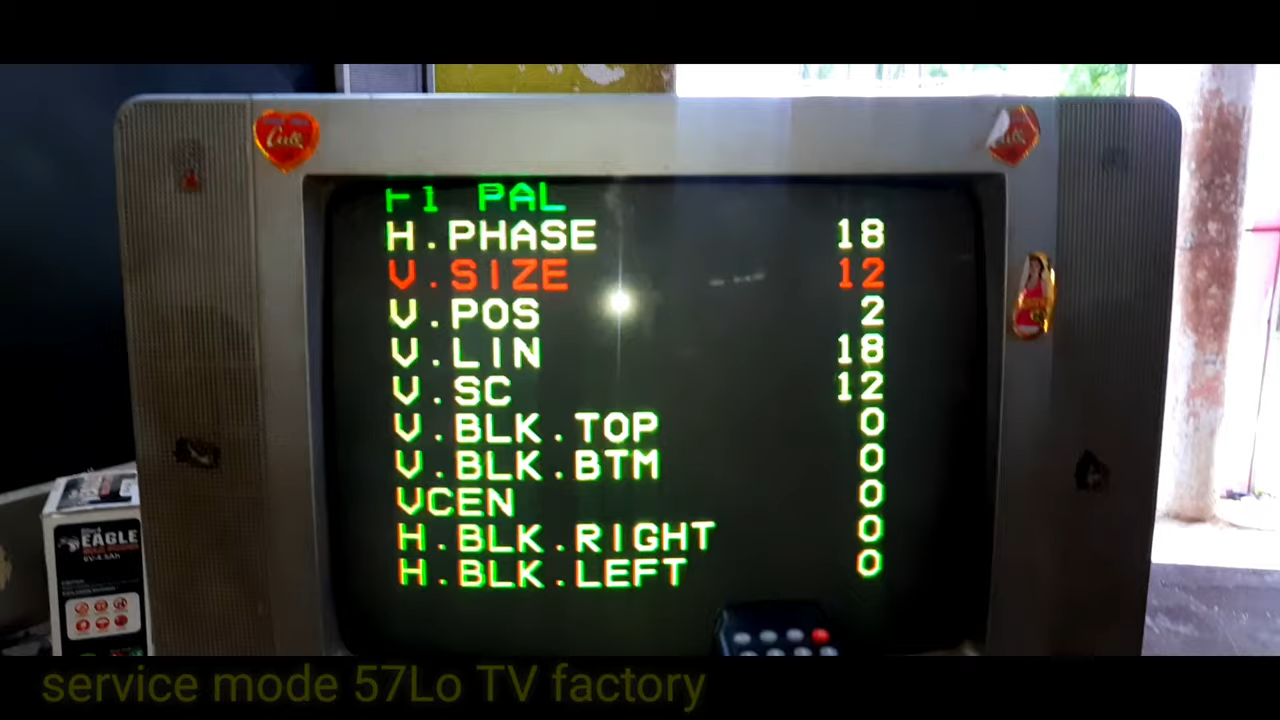 F1 PAL
H.PHASE 18
V.SIZE 12
V.POS 2
V.LIN 18
V.SC 12
V.BLK.TOP 0
V.BLK.BTM 0
VCEN 0
H.BLK.RIGHT 0
H.BLK.LEFT 0
Cute
EAGLE
service mode 57Lo TV factory